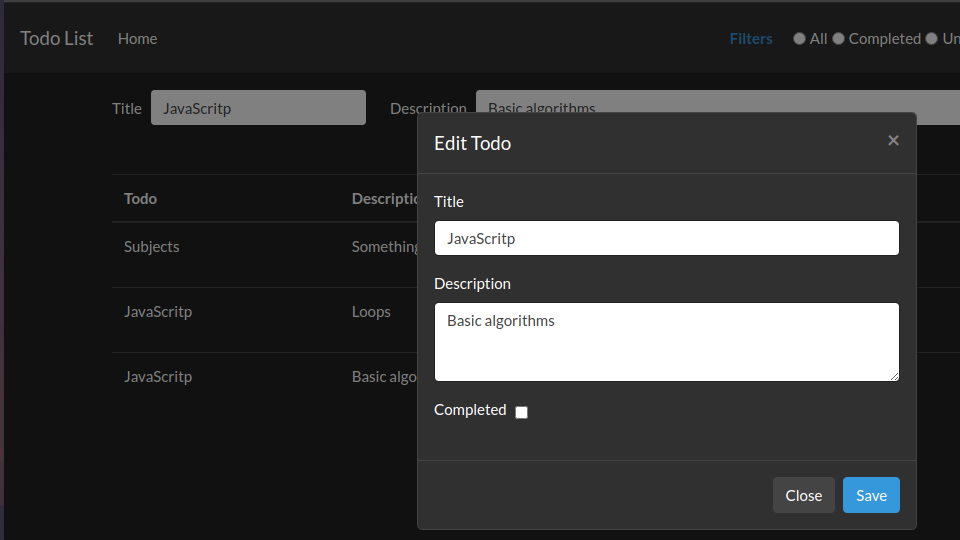 Todo List Home Filters All Completed Un
Title JavaScritp Description Basic algorithms
Edit Todo ×
Title
JavaScritp
Description
Basic algorithms
Completed
Close Save
Todo Descriptio
Subjects Something
JavaScritp Loops
JavaScritp Basic algo